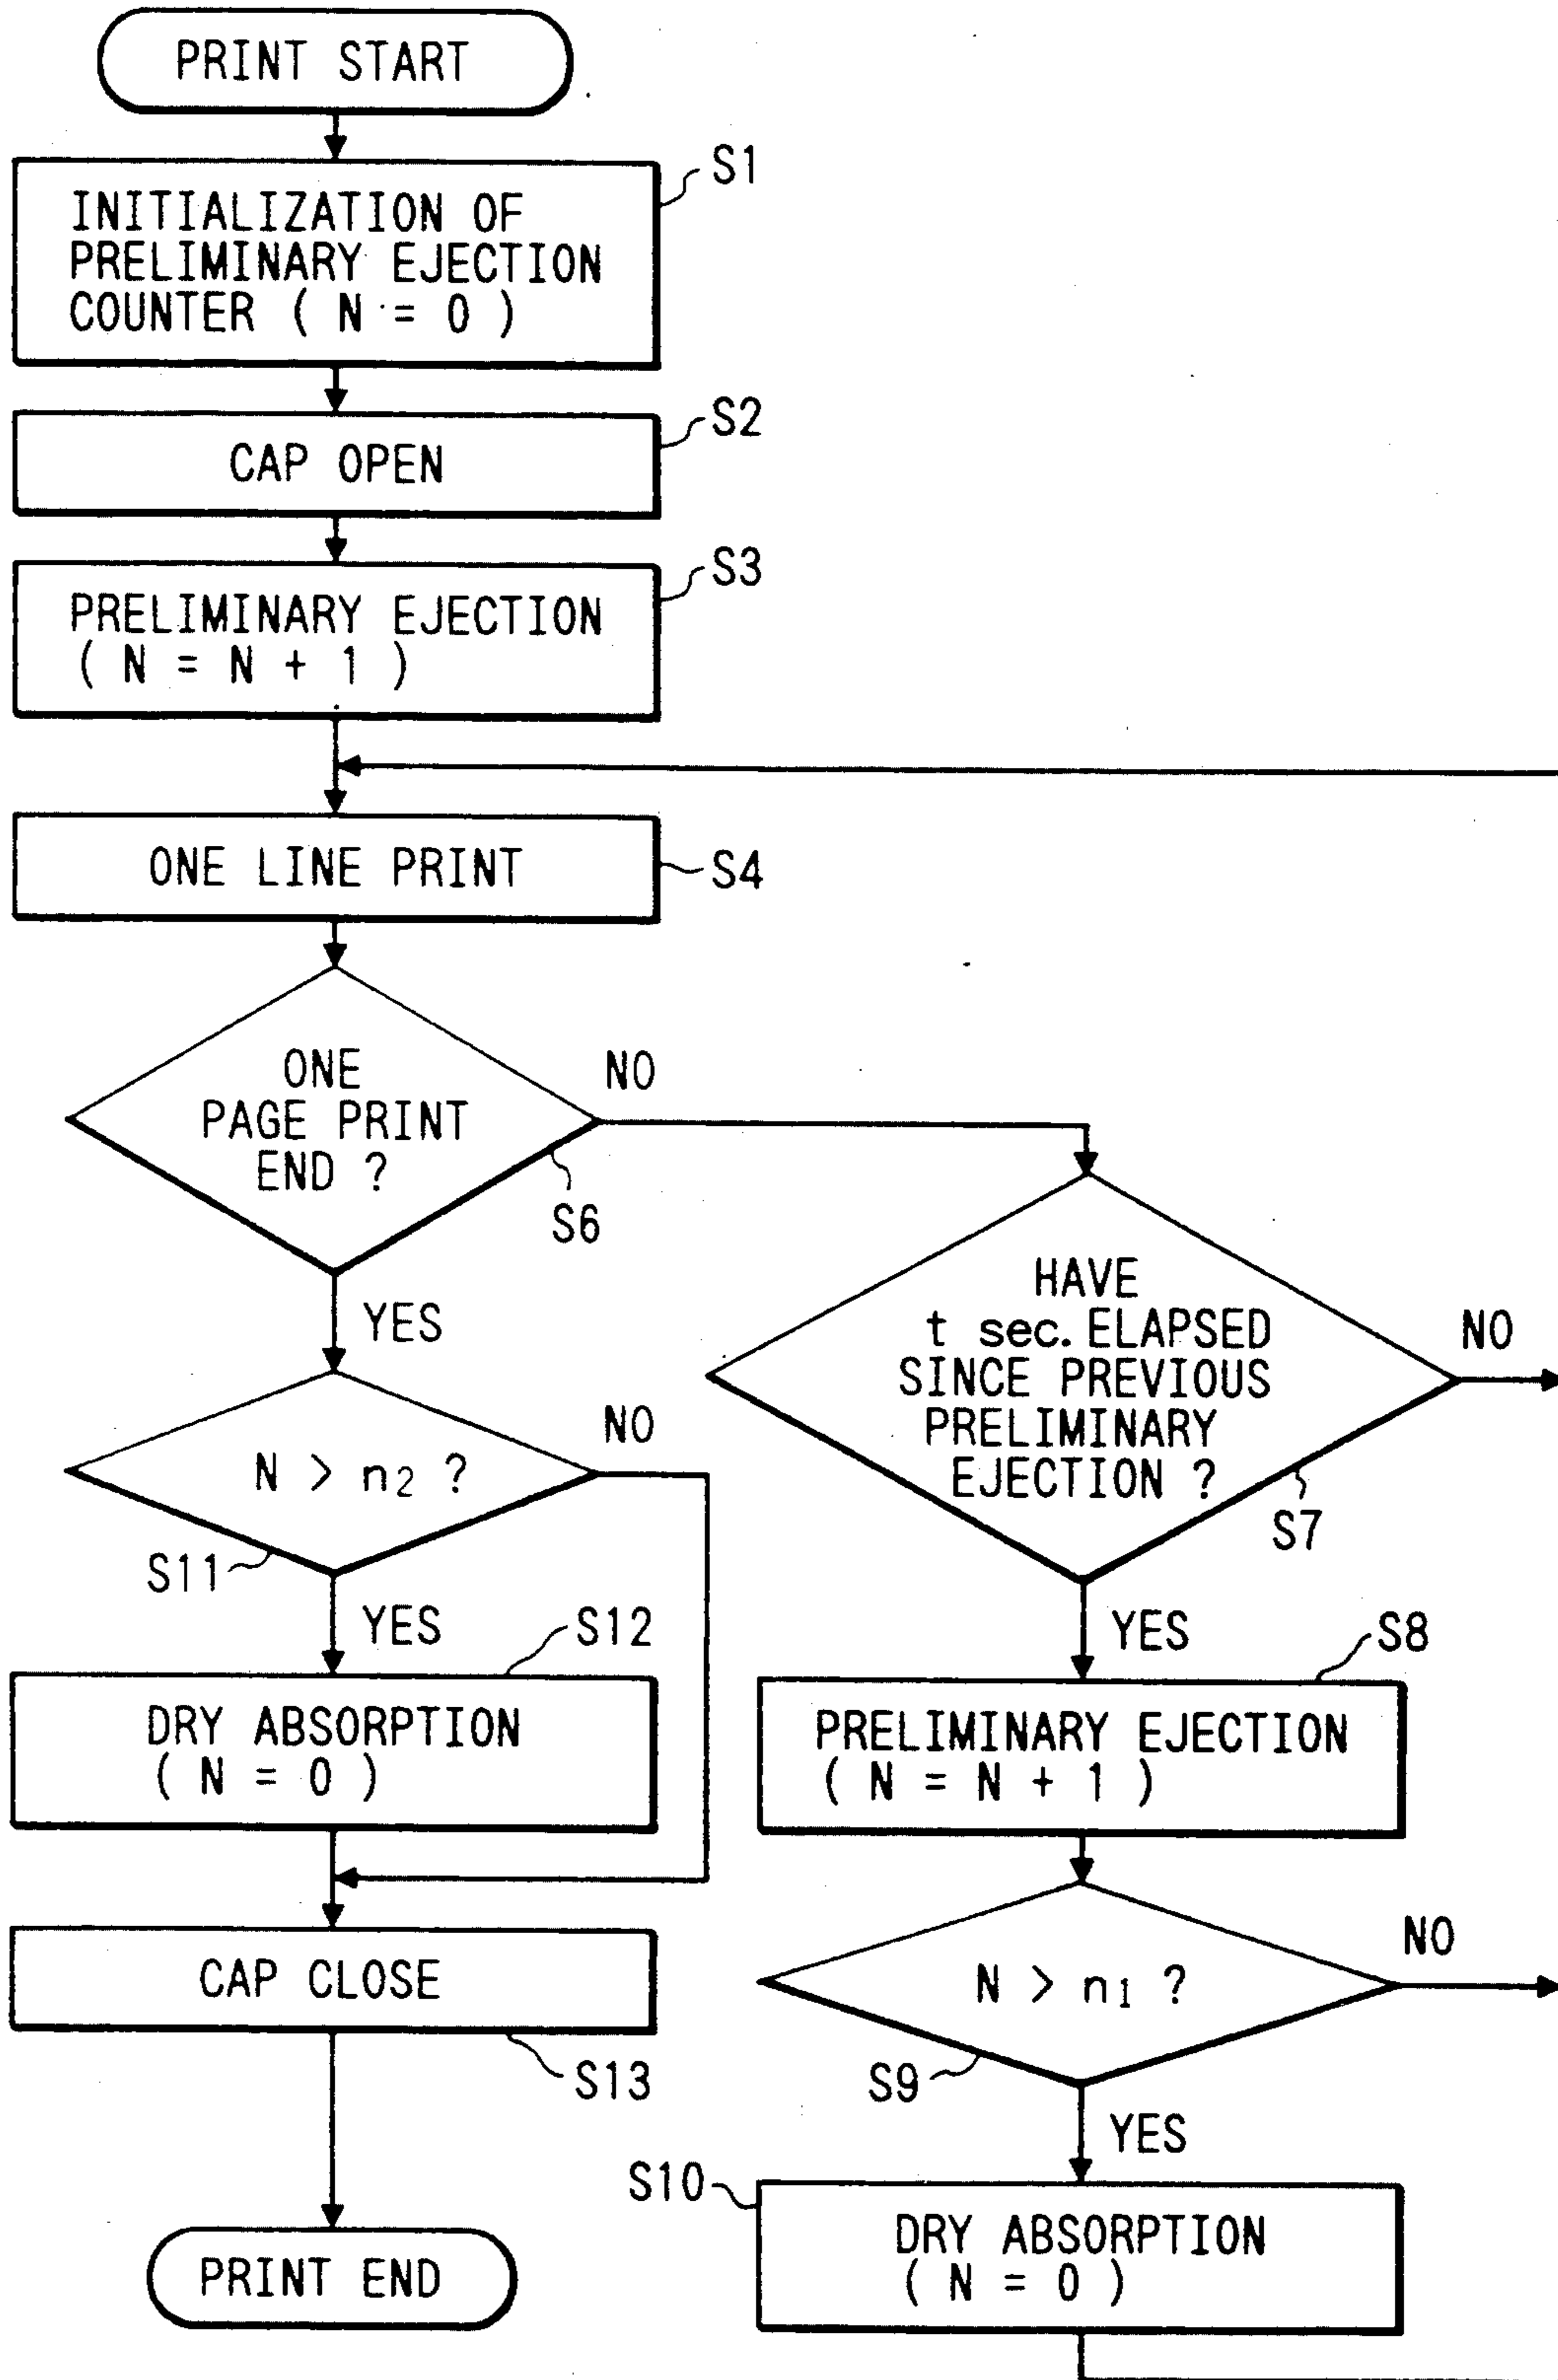 PRINT START
S1
INITIALIZATION OF
PRELIMINARY EJECTION
COUNTER ( N = 0 )
S2
CAP OPEN
S3
PRELIMINARY EJECTION
( N = N + 1 )
ONE LINE PRINT
S4
ONE
PAGE PRINT
END ?
NO
S6
YES
HAVE
t sec. ELAPSED
SINCE PREVIOUS
PRELIMINARY
EJECTION ?
NO
S7
N > n2 ?
NO
S11
YES
S12
DRY ABSORPTION
( N = 0 )
YES
S8
PRELIMINARY EJECTION
( N = N + 1 )
CAP CLOSE
S13
N > n1 ?
NO
S9
YES
S10
DRY ABSORPTION
( N = 0 )
PRINT END